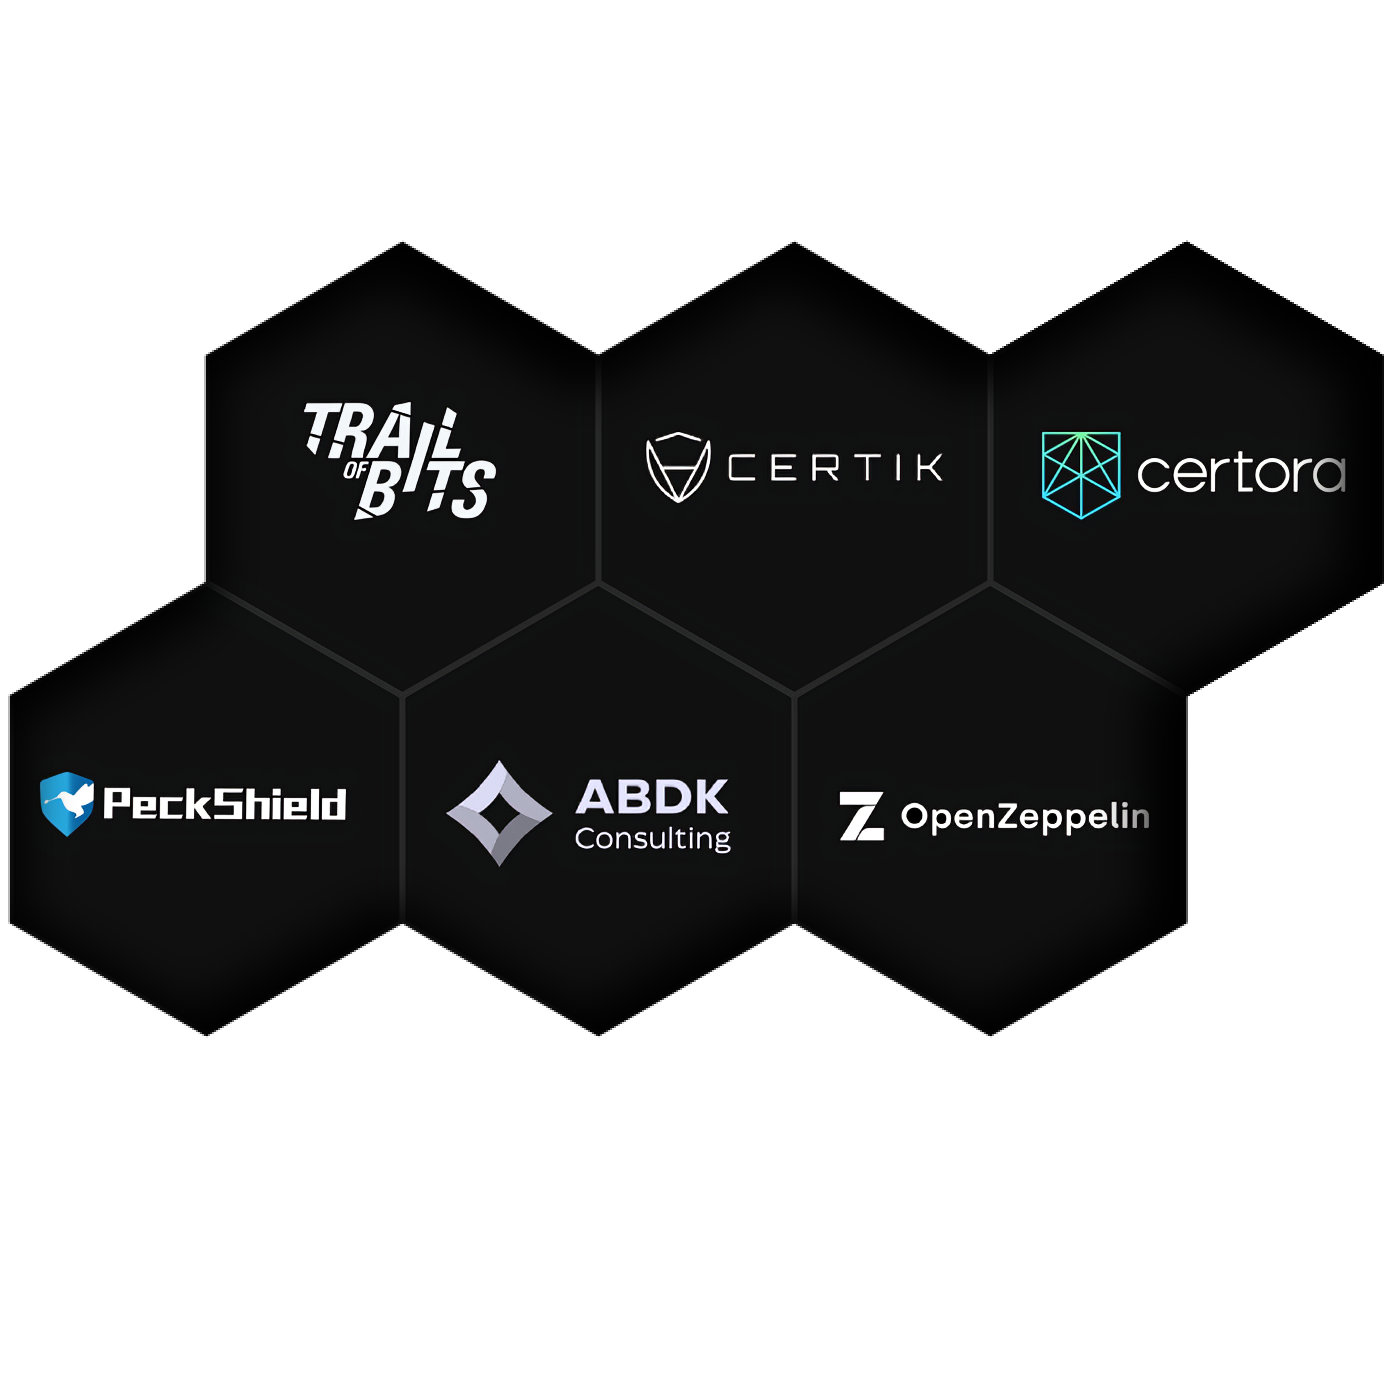 TRAIL
OF BITS
CERTIK
certora
PeckShield
ABDK
Consulting
OpenZeppelin